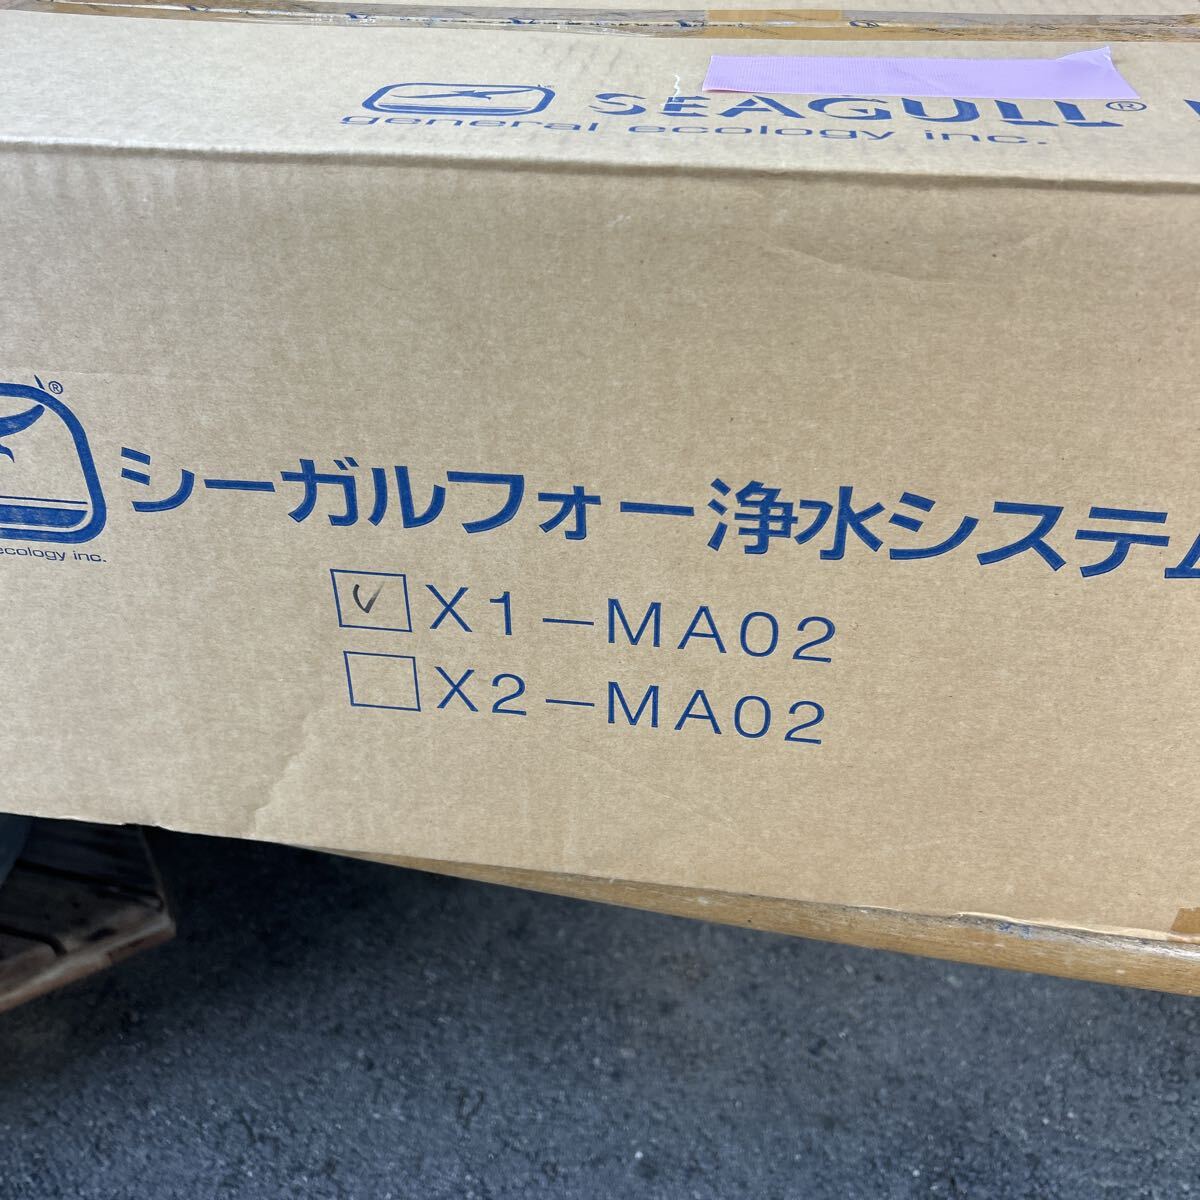 SEAGULL®
general ecology inc.
®
シーガルフォー浄水システム
ecology inc.
X1-MA02
X2-MA02